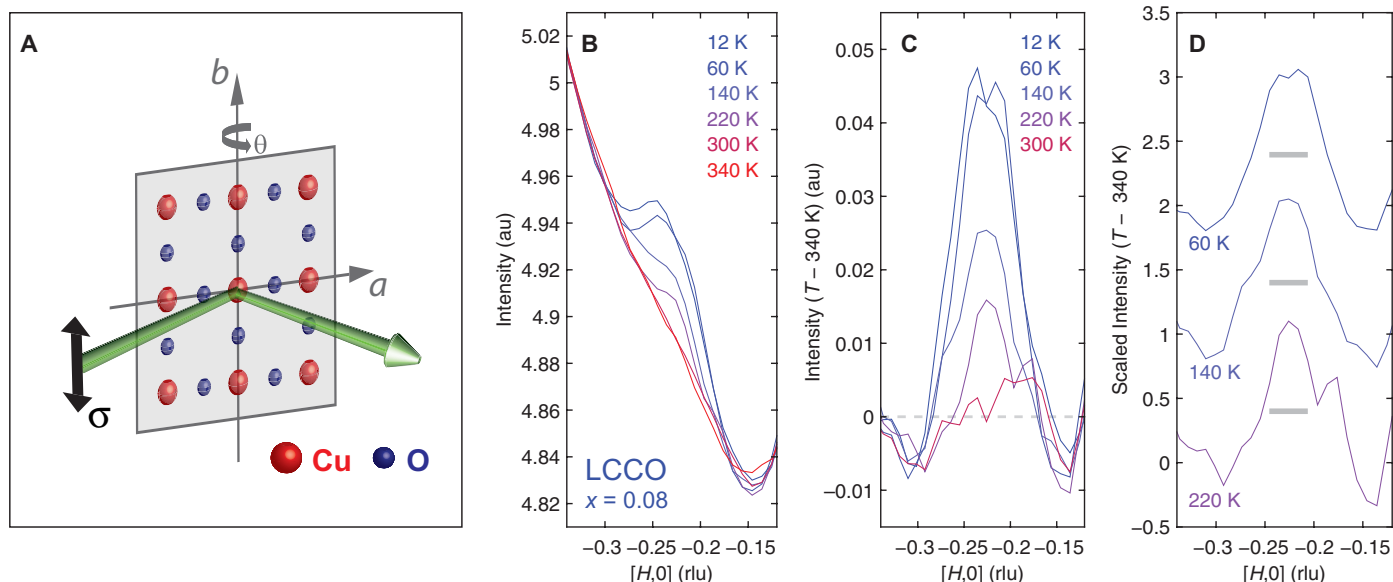 A
b
θ
a
σ
Cu
O
B
5.02
5
4.98
4.96
4.94
4.92
4.9
4.88
4.86
4.84
4.82
Intensity (au)
12 K
60 K
140 K
220 K
300 K
340 K
LCCO
x = 0.08
−0.3 −0.25 −0.2 −0.15
[H,0] (rlu)
C
0.05
0.04
0.03
0.02
0.01
0
−0.01
Intensity (T − 340 K) (au)
12 K
60 K
140 K
220 K
300 K
−0.3 −0.25 −0.2 −0.15
[H,0] (rlu)
D
3.5
3
2.5
2
1.5
1
0.5
0
−0.5
Scaled Intensity (T − 340 K)
60 K
140 K
220 K
−0.3 −0.25 −0.2 −0.15
[H,0] (rlu)